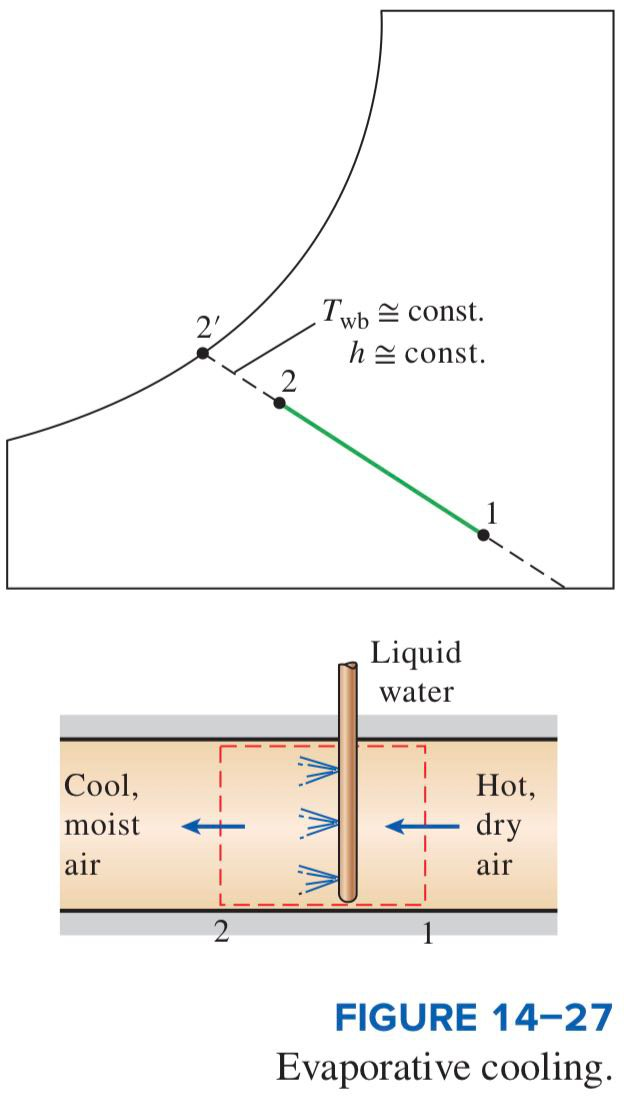 T_wb ≅ const.
h ≅ const.
2′
2
1
Liquid
water
Cool,
moist
air
Hot,
dry
air
2
1
FIGURE 14–27
Evaporative cooling.